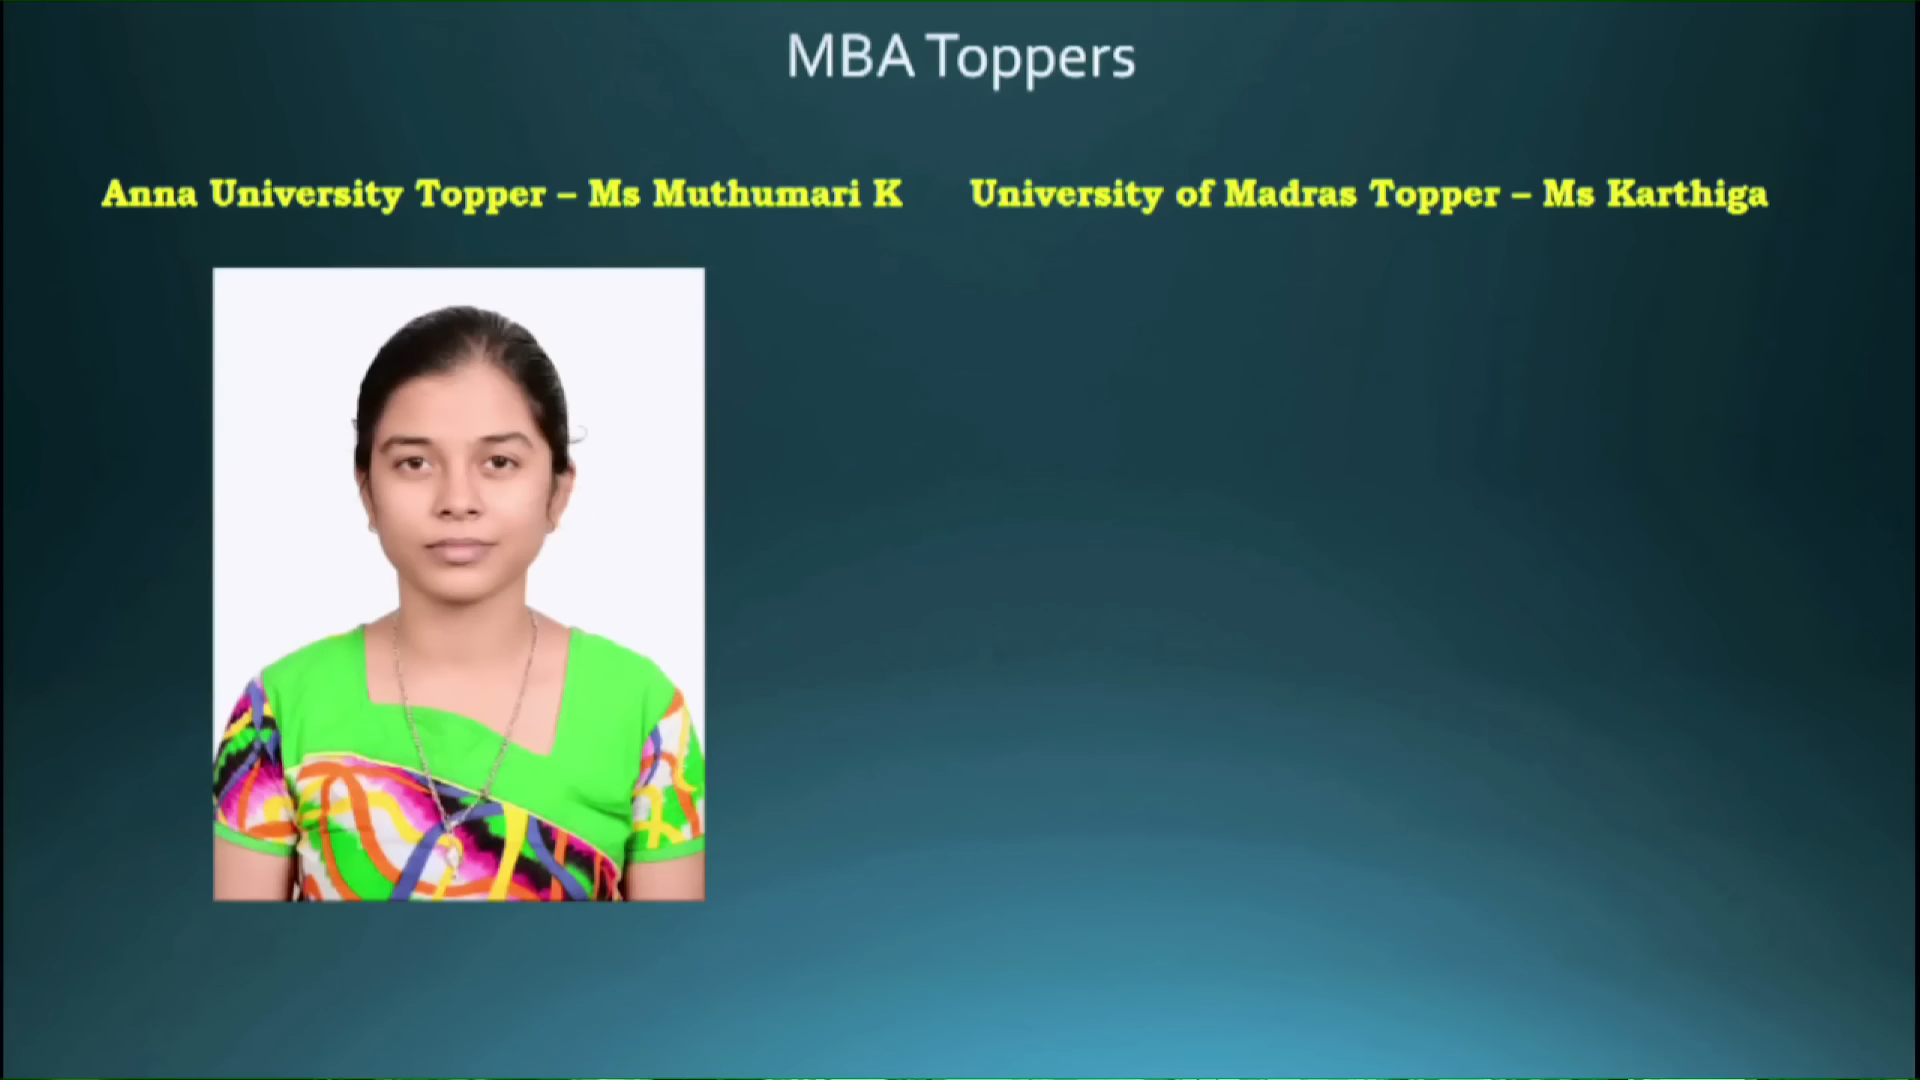 MBA Toppers
Anna University Topper – Ms Muthumari K
University of Madras Topper – Ms Karthiga